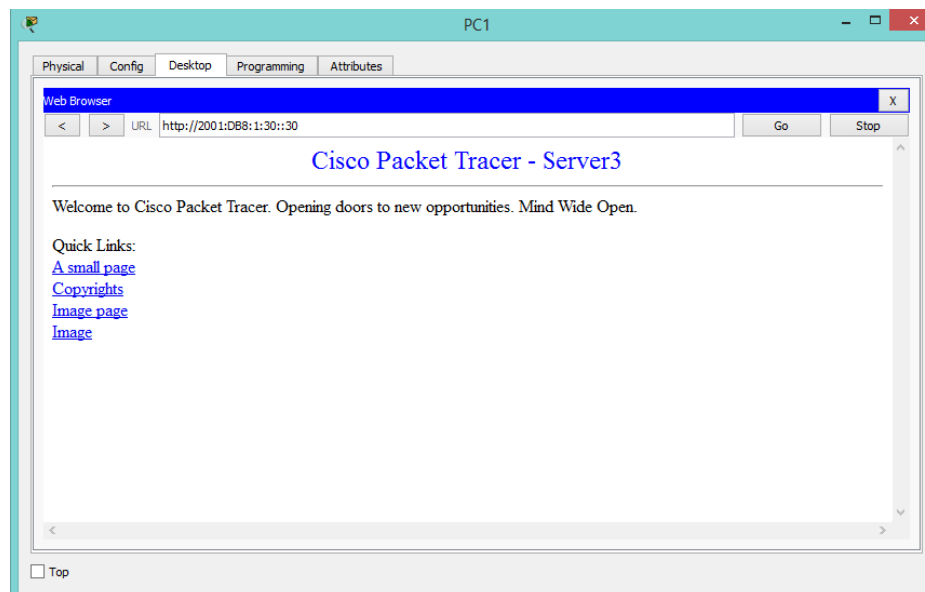 PC1
Physical Config Desktop Programming Attributes
Web Browser X
< > URL http://2001:DB8:1:30::30 Go Stop
Cisco Packet Tracer - Server3
Welcome to Cisco Packet Tracer. Opening doors to new opportunities. Mind Wide Open.
Quick Links:
A small page
Copyrights
Image page
Image
Top